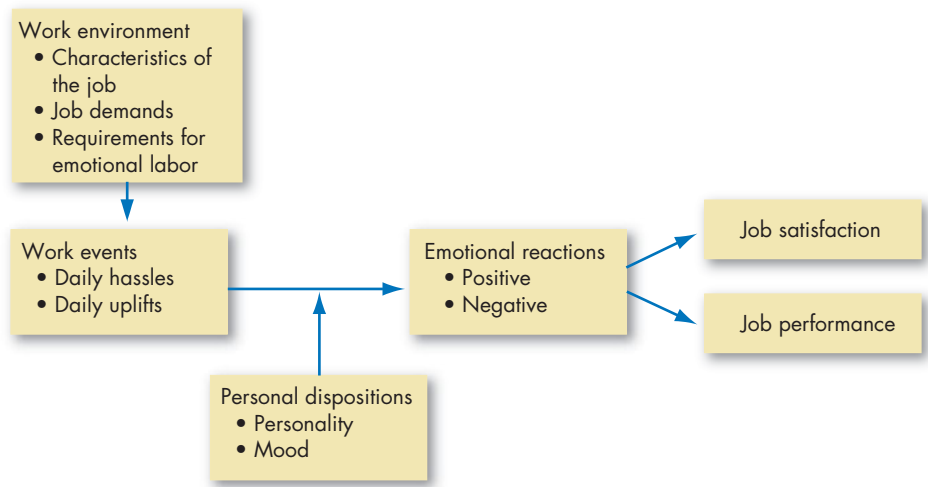 Work environment
• Characteristics of
the job
• Job demands
• Requirements for
emotional labor
Work events
• Daily hassles
• Daily uplifts
Personal dispositions
• Personality
• Mood
Emotional reactions
• Positive
• Negative
Job satisfaction
Job performance